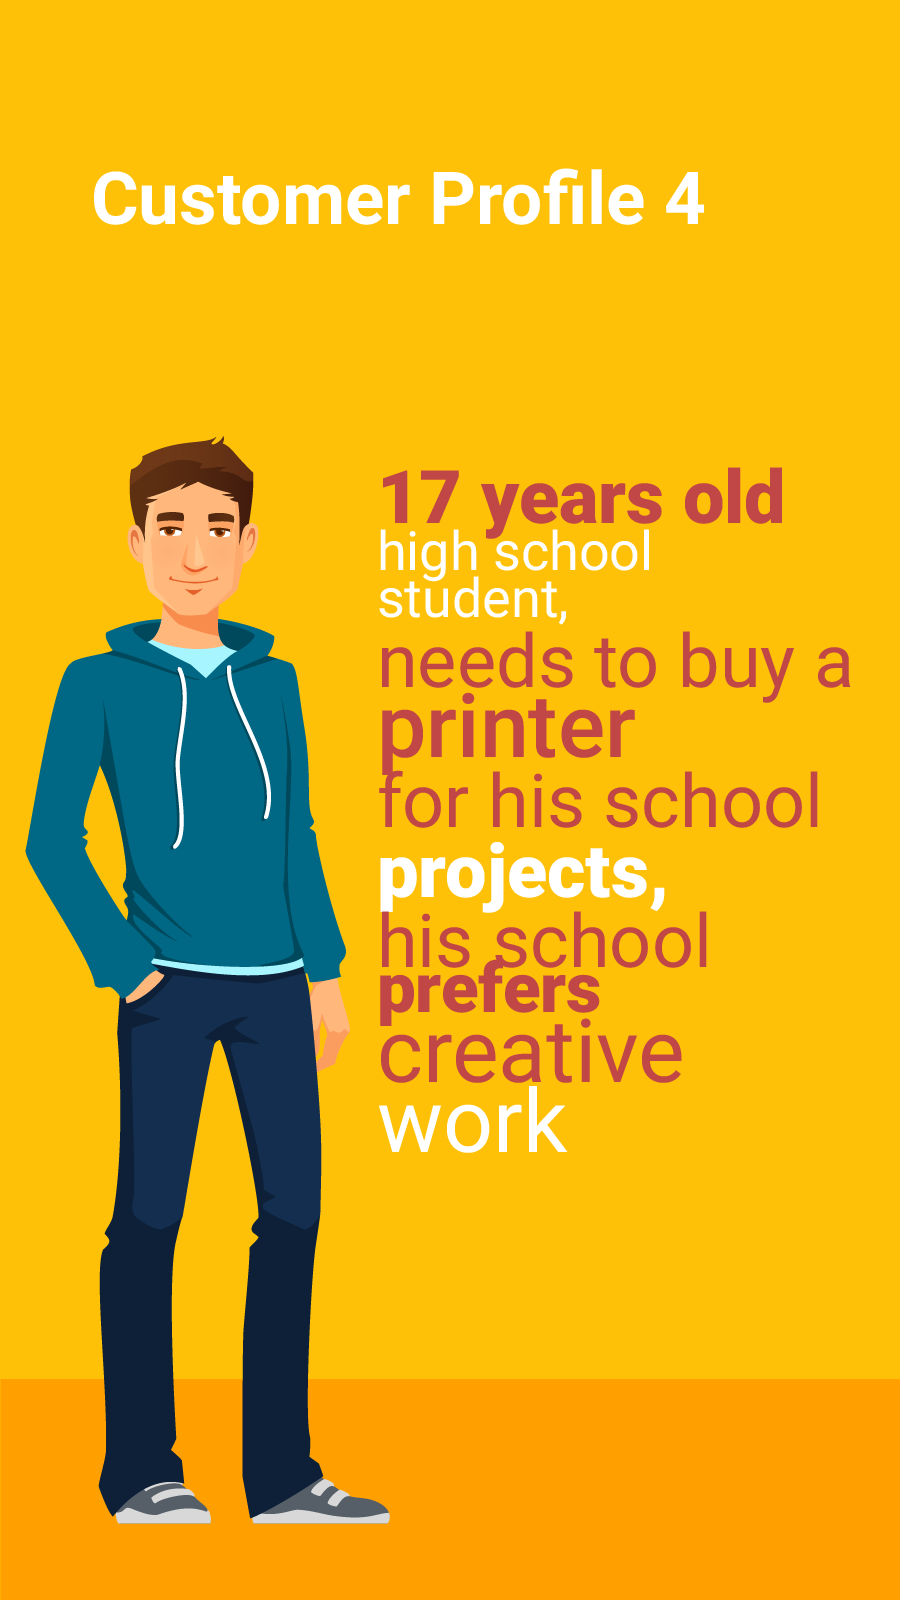 Customer Profile 4
17 years old
high school
student,
needs to buy a
printer
for his school
projects,
his school
prefers
creative
work